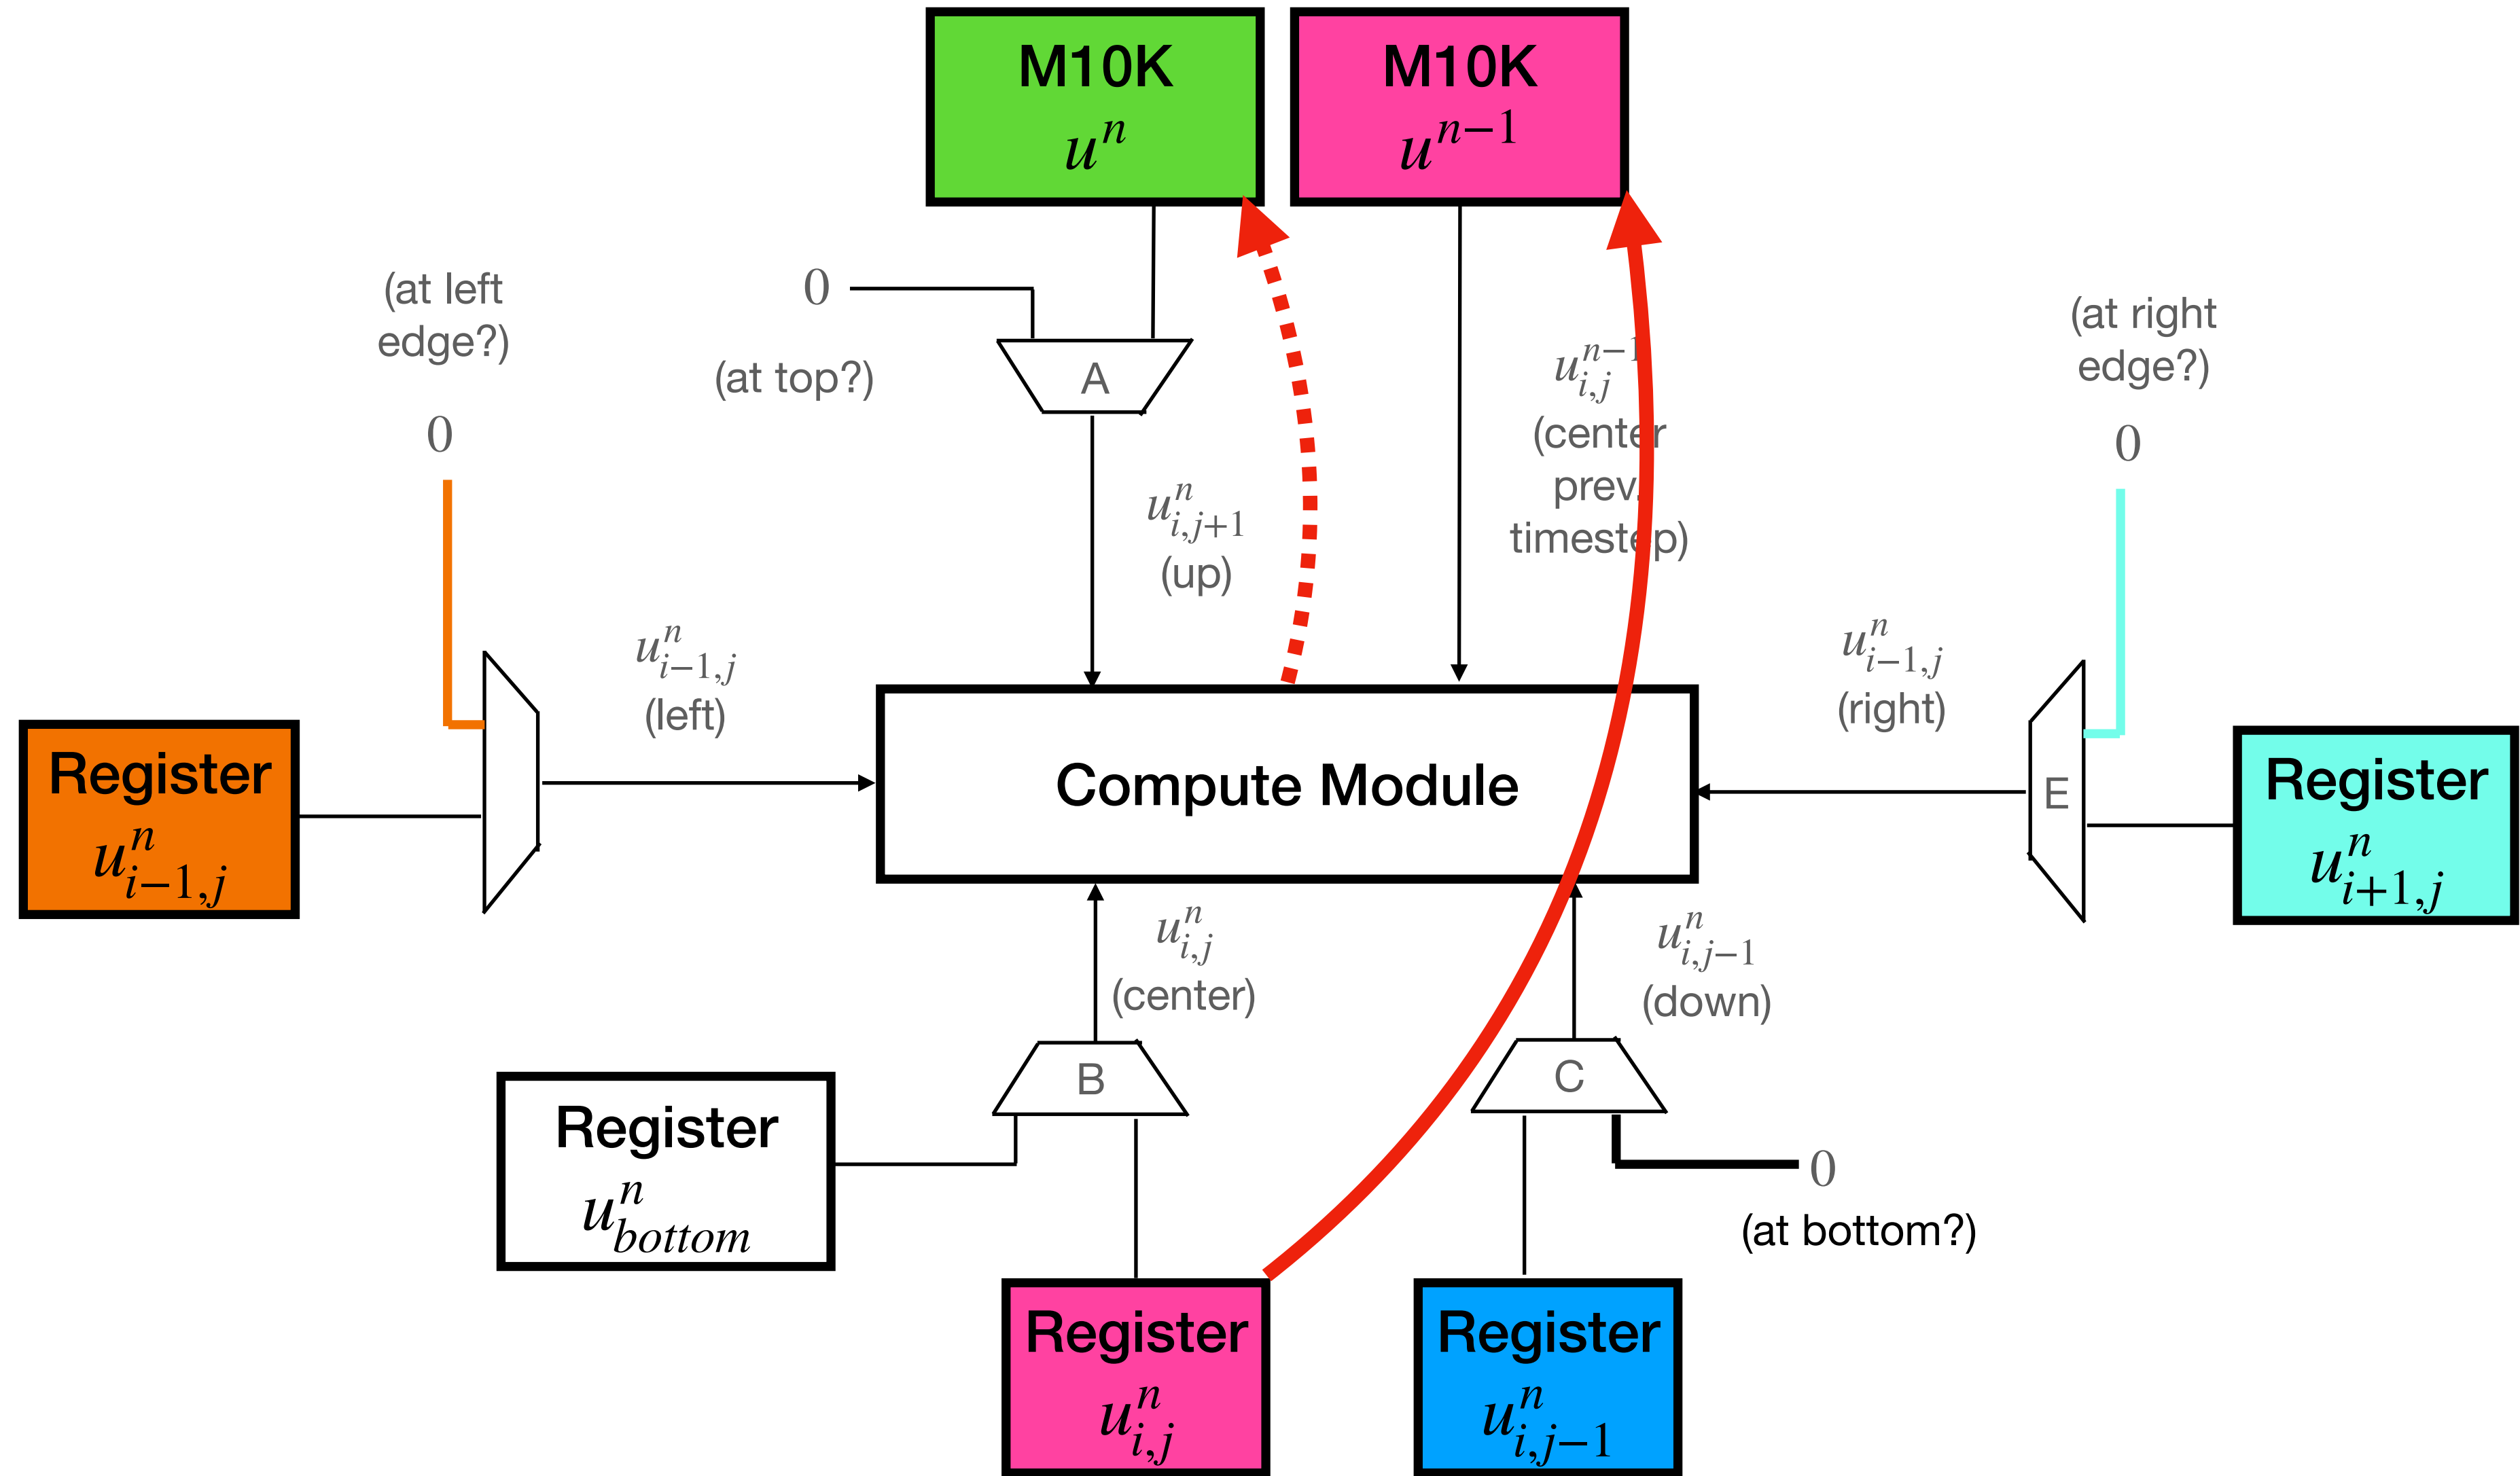 M10K
u^n
M10K
u^{n−1}
(at left
edge?)
0
0
(at top?)
A
u^{n−1}_{i,j}
(center
prev.
timestep)
(at right
edge?)
0
u^n_{i,j+1}
(up)
u^n_{i−1,j}
(left)
u^n_{i−1,j}
(right)
Register
u^n_{i−1,j}
Compute Module
E
Register
u^n_{i+1,j}
u^n_{i,j}
(center)
u^n_{i,j−1}
(down)
B
C
Register
u^n_{bottom}
0
(at bottom?)
Register
u^n_{i,j}
Register
u^n_{i,j−1}